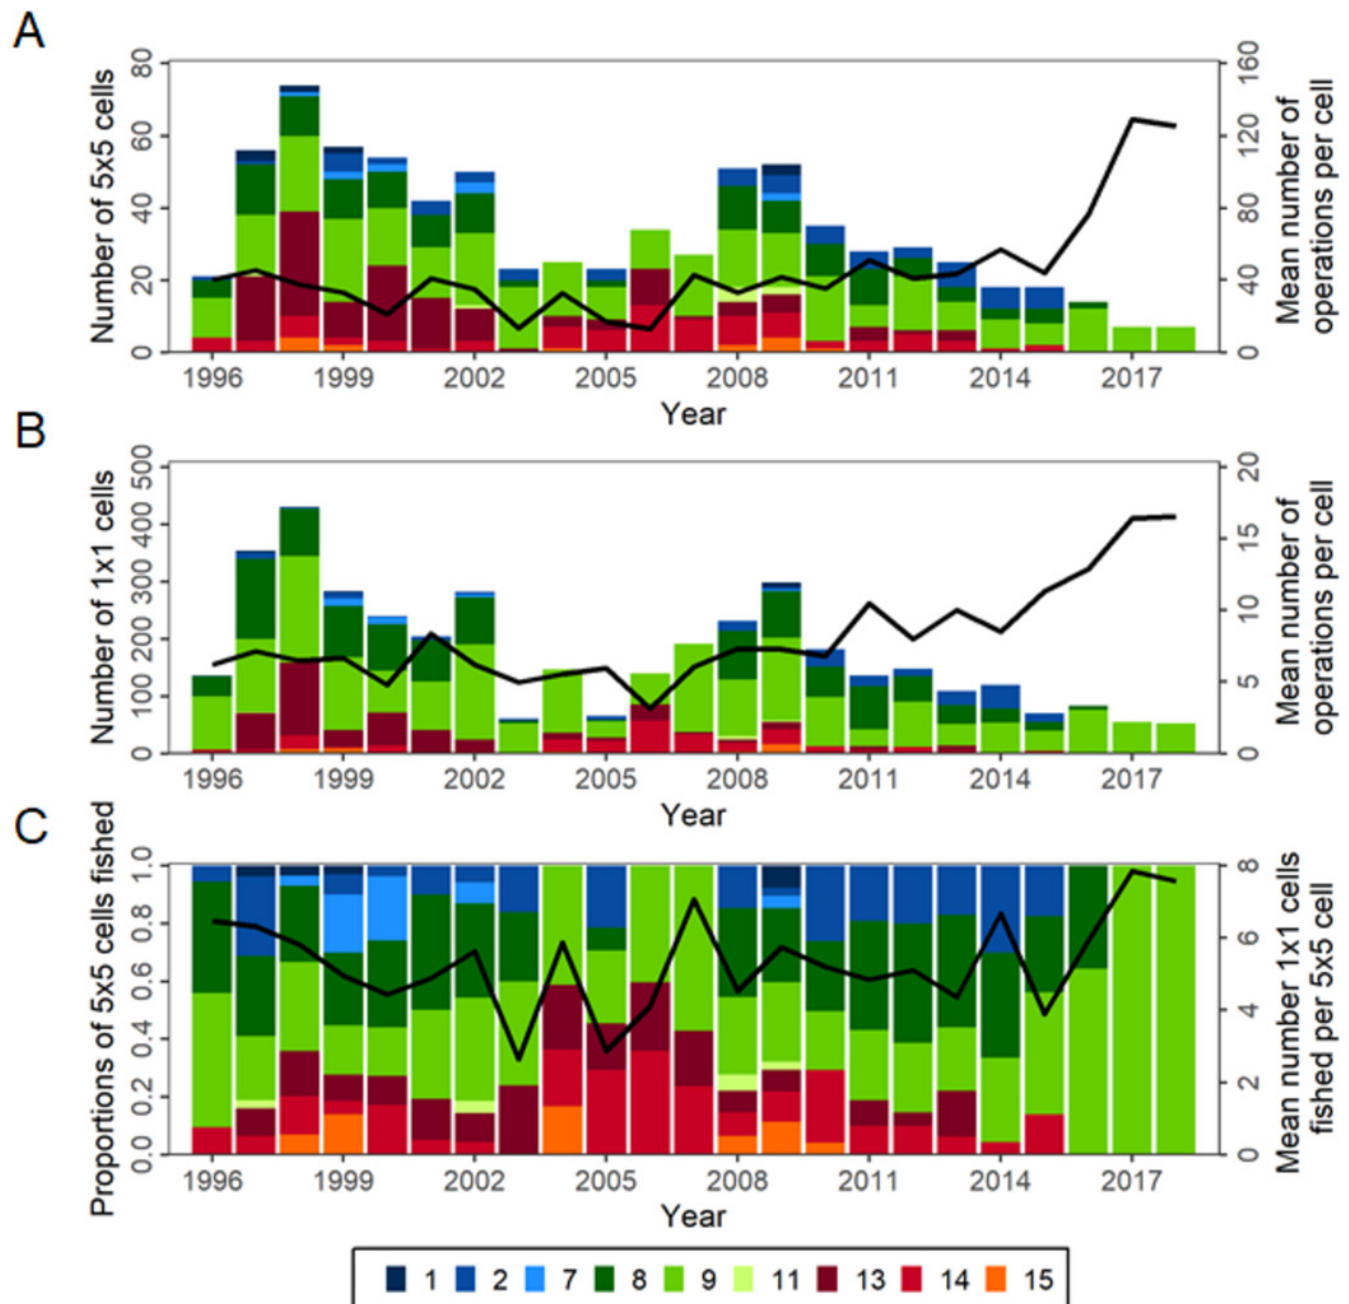 A
Number of 5x5 cells
0 20 40 60 80
0 40 80 120 160
Mean number of
operations per cell
1996 1999 2002 2005 2008 2011 2014 2017
Year
B
Number of 1x1 cells
0 100 200 300 400 500
0 5 10 15 20
Mean number of
operations per cell
1996 1999 2002 2005 2008 2011 2014 2017
Year
C
Proportions of 5x5 cells fished
0.0 0.2 0.4 0.6 0.8 1.0
0 2 4 6 8
Mean number 1x1 cells
fished per 5x5 cell
1996 1999 2002 2005 2008 2011 2014 2017
Year
1 2 7 8 9 11 13 14 15